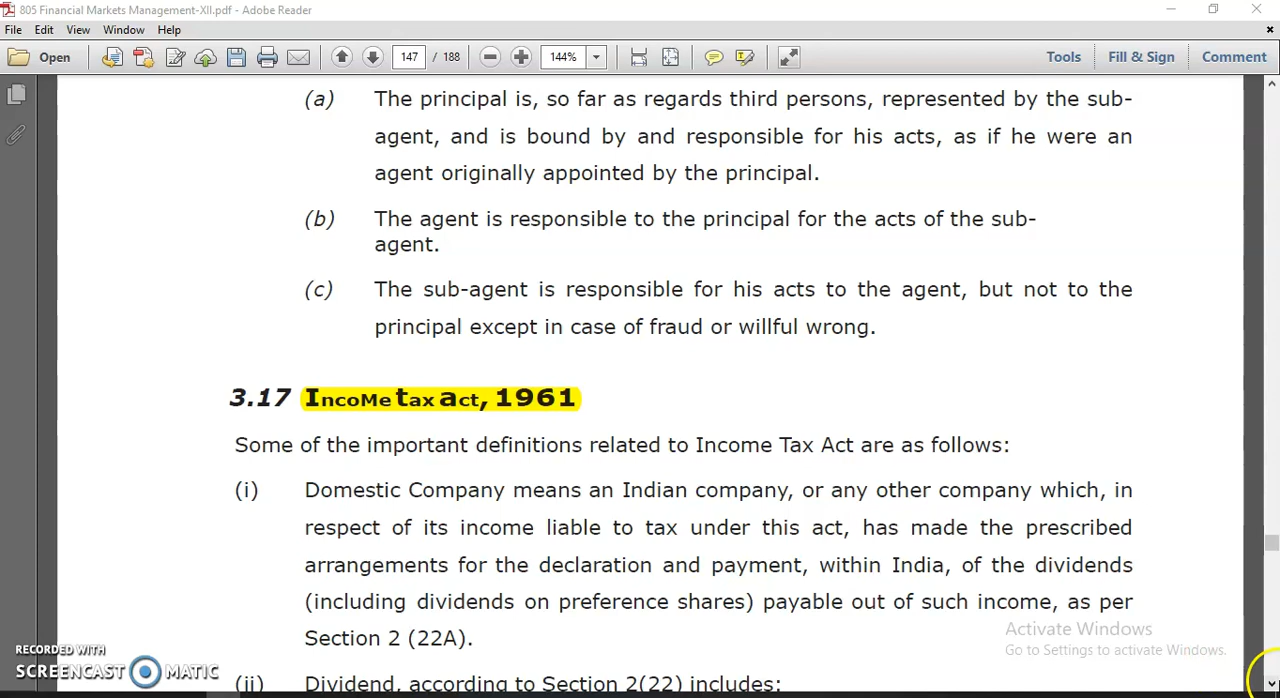 805 Financial Markets Management-XII.pdf - Adobe Reader
File Edit View Window Help
Open 147 / 188 144% Tools Fill & Sign Comment
(a) The principal is, so far as regards third persons, represented by the sub-
agent, and is bound by and responsible for his acts, as if he were an
agent originally appointed by the principal.
(b) The agent is responsible to the principal for the acts of the sub-
agent.
(c) The sub-agent is responsible for his acts to the agent, but not to the
principal except in case of fraud or willful wrong.
3.17 IncoMe tax act, 1961
Some of the important definitions related to Income Tax Act are as follows:
(i) Domestic Company means an Indian company, or any other company which, in
respect of its income liable to tax under this act, has made the prescribed
arrangements for the declaration and payment, within India, of the dividends
(including dividends on preference shares) payable out of such income, as per
Section 2 (22A).
(ii) Dividend, according to Section 2(22) includes:
Activate Windows
Go to Settings to activate Windows.
RECORDED WITH
SCREENCAST MATIC